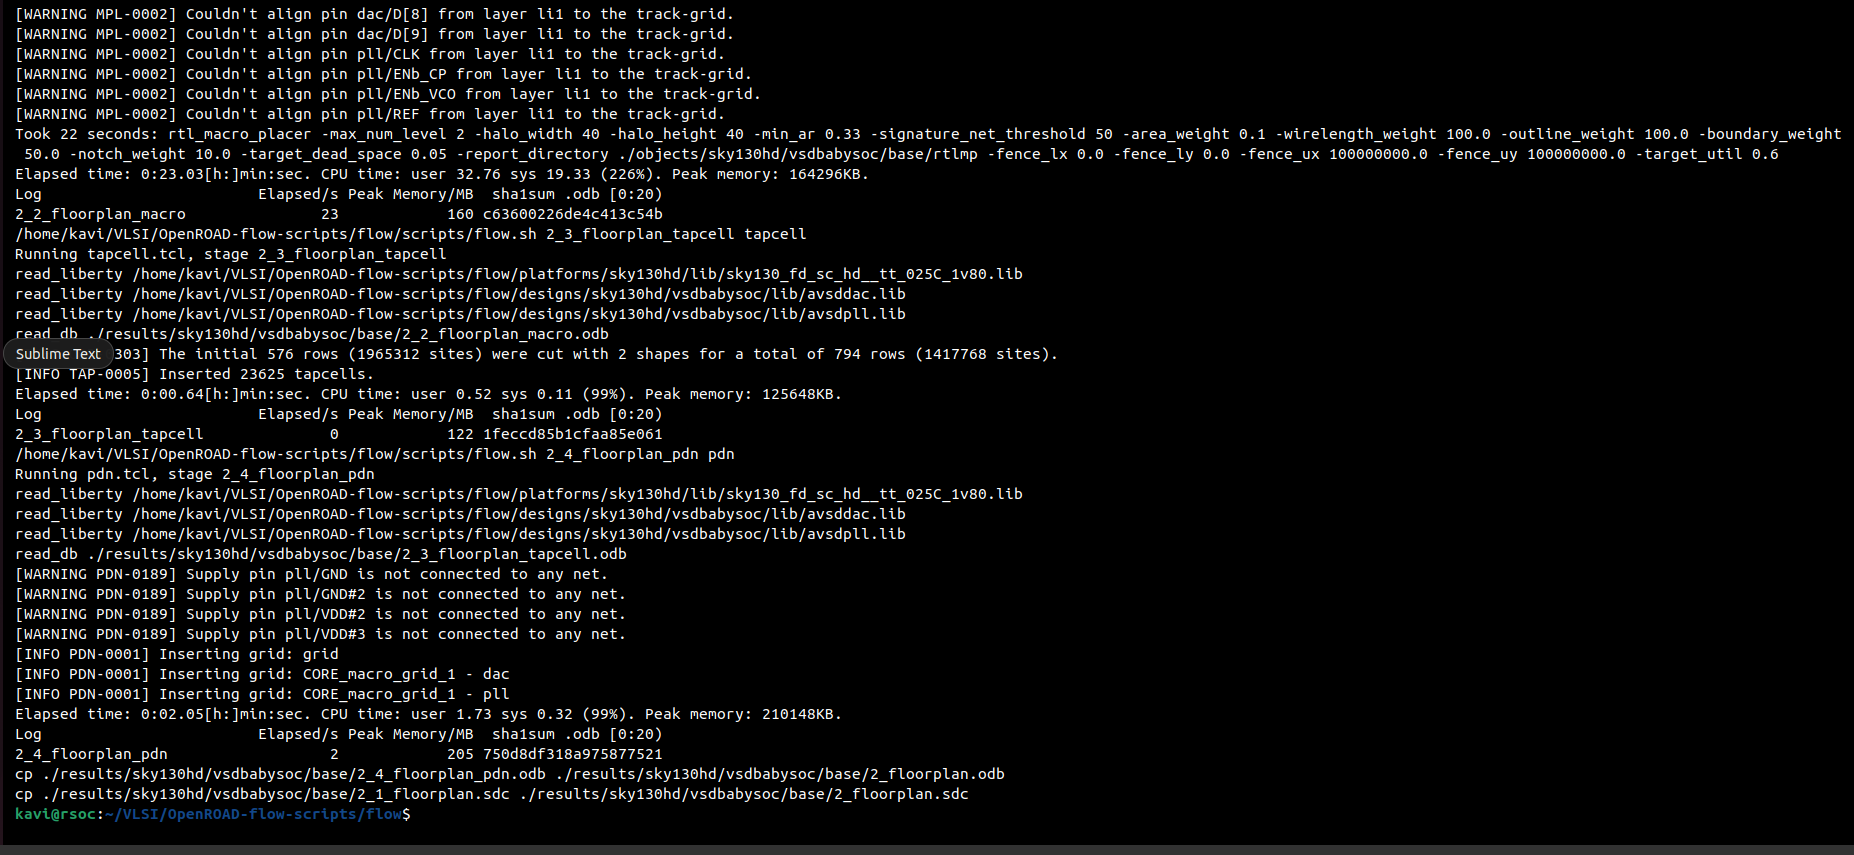 [WARNING MPL-0002] Couldn't align pin dac/D[8] from layer li1 to the track-grid.
[WARNING MPL-0002] Couldn't align pin dac/D[9] from layer li1 to the track-grid.
[WARNING MPL-0002] Couldn't align pin pll/CLK from layer li1 to the track-grid.
[WARNING MPL-0002] Couldn't align pin pll/ENb_CP from layer li1 to the track-grid.
[WARNING MPL-0002] Couldn't align pin pll/ENb_VCO from layer li1 to the track-grid.
[WARNING MPL-0002] Couldn't align pin pll/REF from layer li1 to the track-grid.
Took 22 seconds: rtl_macro_placer -max_num_level 2 -halo_width 40 -halo_height 40 -min_ar 0.33 -signature_net_threshold 50 -area_weight 0.1 -wirelength_weight 100.0 -outline_weight 100.0 -boundary_weight
50.0 -notch_weight 10.0 -target_dead_space 0.05 -report_directory ./objects/sky130hd/vsdbabysoc/base/rtlmp -fence_lx 0.0 -fence_ly 0.0 -fence_ux 100000000.0 -fence_uy 100000000.0 -target_util 0.6
Elapsed time: 0:23.03[h:]min:sec. CPU time: user 32.76 sys 19.33 (226%). Peak memory: 164296KB.
Log                        Elapsed/s Peak Memory/MB  sha1sum .odb [0:20)
2_2_floorplan_macro               23            160 c63600226de4c413c54b
/home/kavi/VLSI/OpenROAD-flow-scripts/flow/scripts/flow.sh 2_3_floorplan_tapcell tapcell
Running tapcell.tcl, stage 2_3_floorplan_tapcell
read_liberty /home/kavi/VLSI/OpenROAD-flow-scripts/flow/platforms/sky130hd/lib/sky130_fd_sc_hd__tt_025C_1v80.lib
read_liberty /home/kavi/VLSI/OpenROAD-flow-scripts/flow/designs/sky130hd/vsdbabysoc/lib/avsddac.lib
read_liberty /home/kavi/VLSI/OpenROAD-flow-scripts/flow/designs/sky130hd/vsdbabysoc/lib/avsdpll.lib
read_db ./results/sky130hd/vsdbabysoc/base/2_2_floorplan_macro.odb
Sublime Text 303] The initial 576 rows (1965312 sites) were cut with 2 shapes for a total of 794 rows (1417768 sites).
[INFO TAP-0005] Inserted 23625 tapcells.
Elapsed time: 0:00.64[h:]min:sec. CPU time: user 0.52 sys 0.11 (99%). Peak memory: 125648KB.
Log                        Elapsed/s Peak Memory/MB  sha1sum .odb [0:20)
2_3_floorplan_tapcell              0            122 1feccd85b1cfaa85e061
/home/kavi/VLSI/OpenROAD-flow-scripts/flow/scripts/flow.sh 2_4_floorplan_pdn pdn
Running pdn.tcl, stage 2_4_floorplan_pdn
read_liberty /home/kavi/VLSI/OpenROAD-flow-scripts/flow/platforms/sky130hd/lib/sky130_fd_sc_hd__tt_025C_1v80.lib
read_liberty /home/kavi/VLSI/OpenROAD-flow-scripts/flow/designs/sky130hd/vsdbabysoc/lib/avsddac.lib
read_liberty /home/kavi/VLSI/OpenROAD-flow-scripts/flow/designs/sky130hd/vsdbabysoc/lib/avsdpll.lib
read_db ./results/sky130hd/vsdbabysoc/base/2_3_floorplan_tapcell.odb
[WARNING PDN-0189] Supply pin pll/GND is not connected to any net.
[WARNING PDN-0189] Supply pin pll/GND#2 is not connected to any net.
[WARNING PDN-0189] Supply pin pll/VDD#2 is not connected to any net.
[WARNING PDN-0189] Supply pin pll/VDD#3 is not connected to any net.
[INFO PDN-0001] Inserting grid: grid
[INFO PDN-0001] Inserting grid: CORE_macro_grid_1 - dac
[INFO PDN-0001] Inserting grid: CORE_macro_grid_1 - pll
Elapsed time: 0:02.05[h:]min:sec. CPU time: user 1.73 sys 0.32 (99%). Peak memory: 210148KB.
Log                        Elapsed/s Peak Memory/MB  sha1sum .odb [0:20)
2_4_floorplan_pdn                  2            205 750d8df318a975877521
cp ./results/sky130hd/vsdbabysoc/base/2_4_floorplan_pdn.odb ./results/sky130hd/vsdbabysoc/base/2_floorplan.odb
cp ./results/sky130hd/vsdbabysoc/base/2_1_floorplan.sdc ./results/sky130hd/vsdbabysoc/base/2_floorplan.sdc
kavi@rsoc:~/VLSI/OpenROAD-flow-scripts/flow$